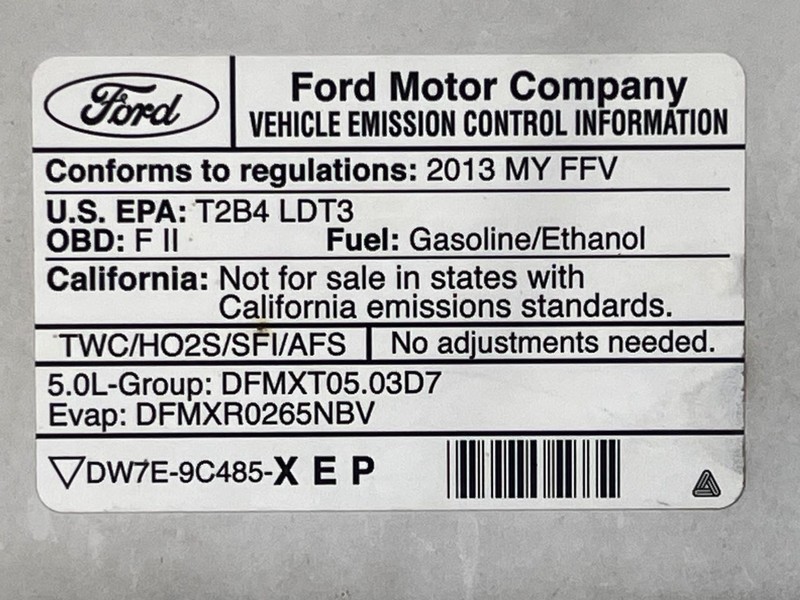 Ford
Ford Motor Company
VEHICLE EMISSION CONTROL INFORMATION
Conforms to regulations: 2013 MY FFV
U.S. EPA: T2B4 LDT3
OBD: F II Fuel: Gasoline/Ethanol
California: Not for sale in states with
California emissions standards.
TWC/HO2S/SFI/AFS No adjustments needed.
5.0L-Group: DFMXT05.03D7
Evap: DFMXR0265NBV
▽DW7E-9C485-X E P